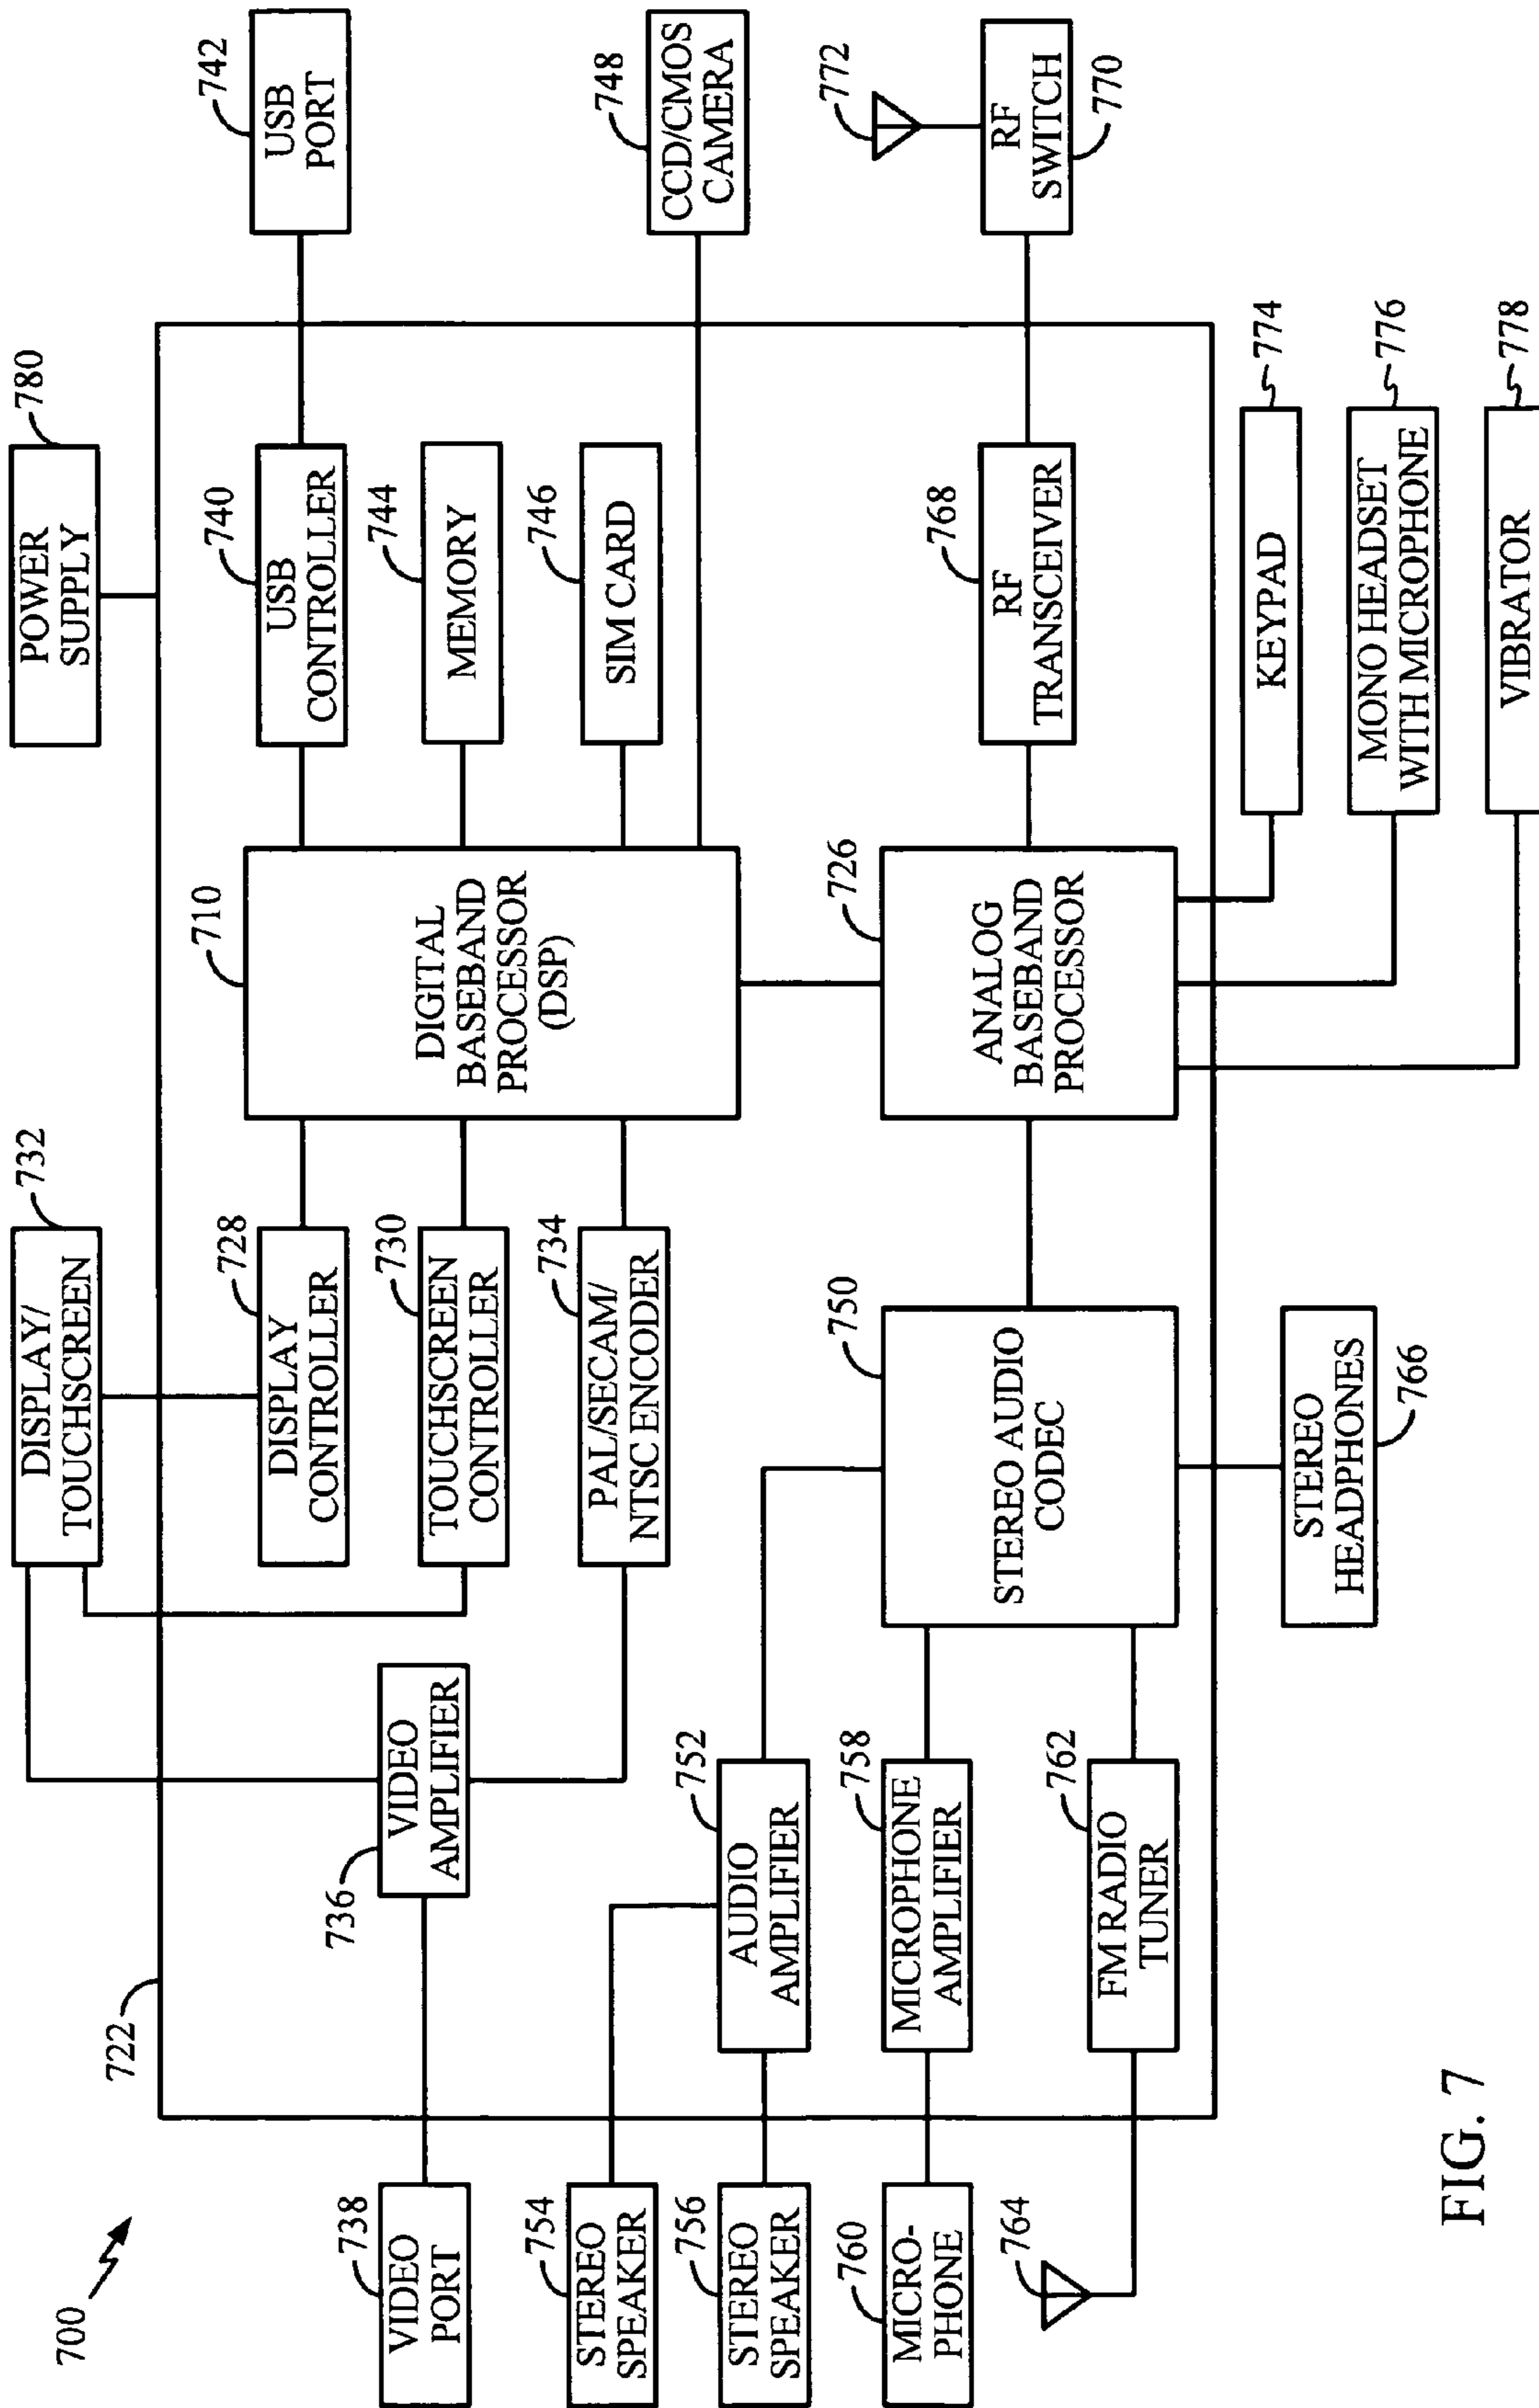 700
722
DISPLAY/
TOUCHSCREEN
732
POWER
SUPPLY
780
USB
PORT
742
VIDEO
PORT
738
VIDEO
AMPLIFIER
736
DISPLAY
CONTROLLER
728
TOUCHSCREEN
CONTROLLER
730
PAL/SECAM/
NTSC ENCODER
734
DIGITAL
BASEBAND
PROCESSOR
(DSP)
710
USB
CONTROLLER
740
MEMORY
744
SIM CARD
746
CCD/CMOS
CAMERA
748
STEREO
SPEAKER
754
STEREO
SPEAKER
756
AUDIO
AMPLIFIER
752
MICRO-
PHONE
760
MICROPHONE
AMPLIFIER
758
764
FM RADIO
TUNER
762
STEREO AUDIO
CODEC
750
ANALOG
BASEBAND
PROCESSOR
726
RF
TRANSCEIVER
768
RF
SWITCH
770
772
STEREO
HEADPHONES
766
KEYPAD
774
MONO HEADSET
WITH MICROPHONE
776
VIBRATOR
778
FIG. 7